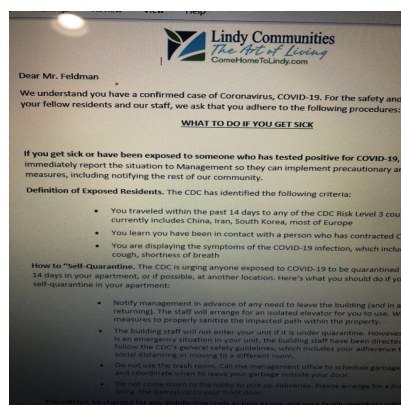 View Help
Lindy Communities
The Art of Living
ComeHomeToLindy.com
Dear Mr. Feldman
We understand you have a confirmed case of Coronavirus, COVID-19. For the safety and
your fellow residents and our staff, we ask that you adhere to the following procedures:
WHAT TO DO IF YOU GET SICK
If you get sick or have been exposed to someone who has tested positive for COVID-19,
immediately report the situation to Management so they can implement precautionary an
measures, including notifying the rest of our community.
Definition of Exposed Residents. The CDC has identified the following criteria:
• You traveled within the past 14 days to any of the CDC Risk Level 3 cou
currently includes China, Iran, South Korea, most of Europe
• You learn you have been in contact with a person who has contracted C
• You are displaying the symptoms of the COVID-19 infection, which inclu
cough, shortness of breath
How to "Self-Quarantine. The CDC is urging anyone exposed to COVID-19 to be quarantined
14 days in your apartment, or if possible, at another location. Here's what you should do if yo
self-quarantine in your apartment:
• Notify management in advance of any need to leave the building (and in a
returning). The staff will arrange for an isolated elevator for you to use. W
measures to properly sanitize the impacted path within the property.
• The building staff will not enter your unit if it is under quarantine. However
is an emergency situation in your unit, the building staff have been directed
follow the CDC's general safety guidelines, which includes your adherence t
social distancing or moving to a different room.
• Do not use the trash room. Call the management office to schedule garbage
and coordinate when to leave your garbage outside your door.
• Do not come down to the lobby to pick up deliveries. Please arrange for a
bring the item(s) up to your front door.
You will not be charged for any